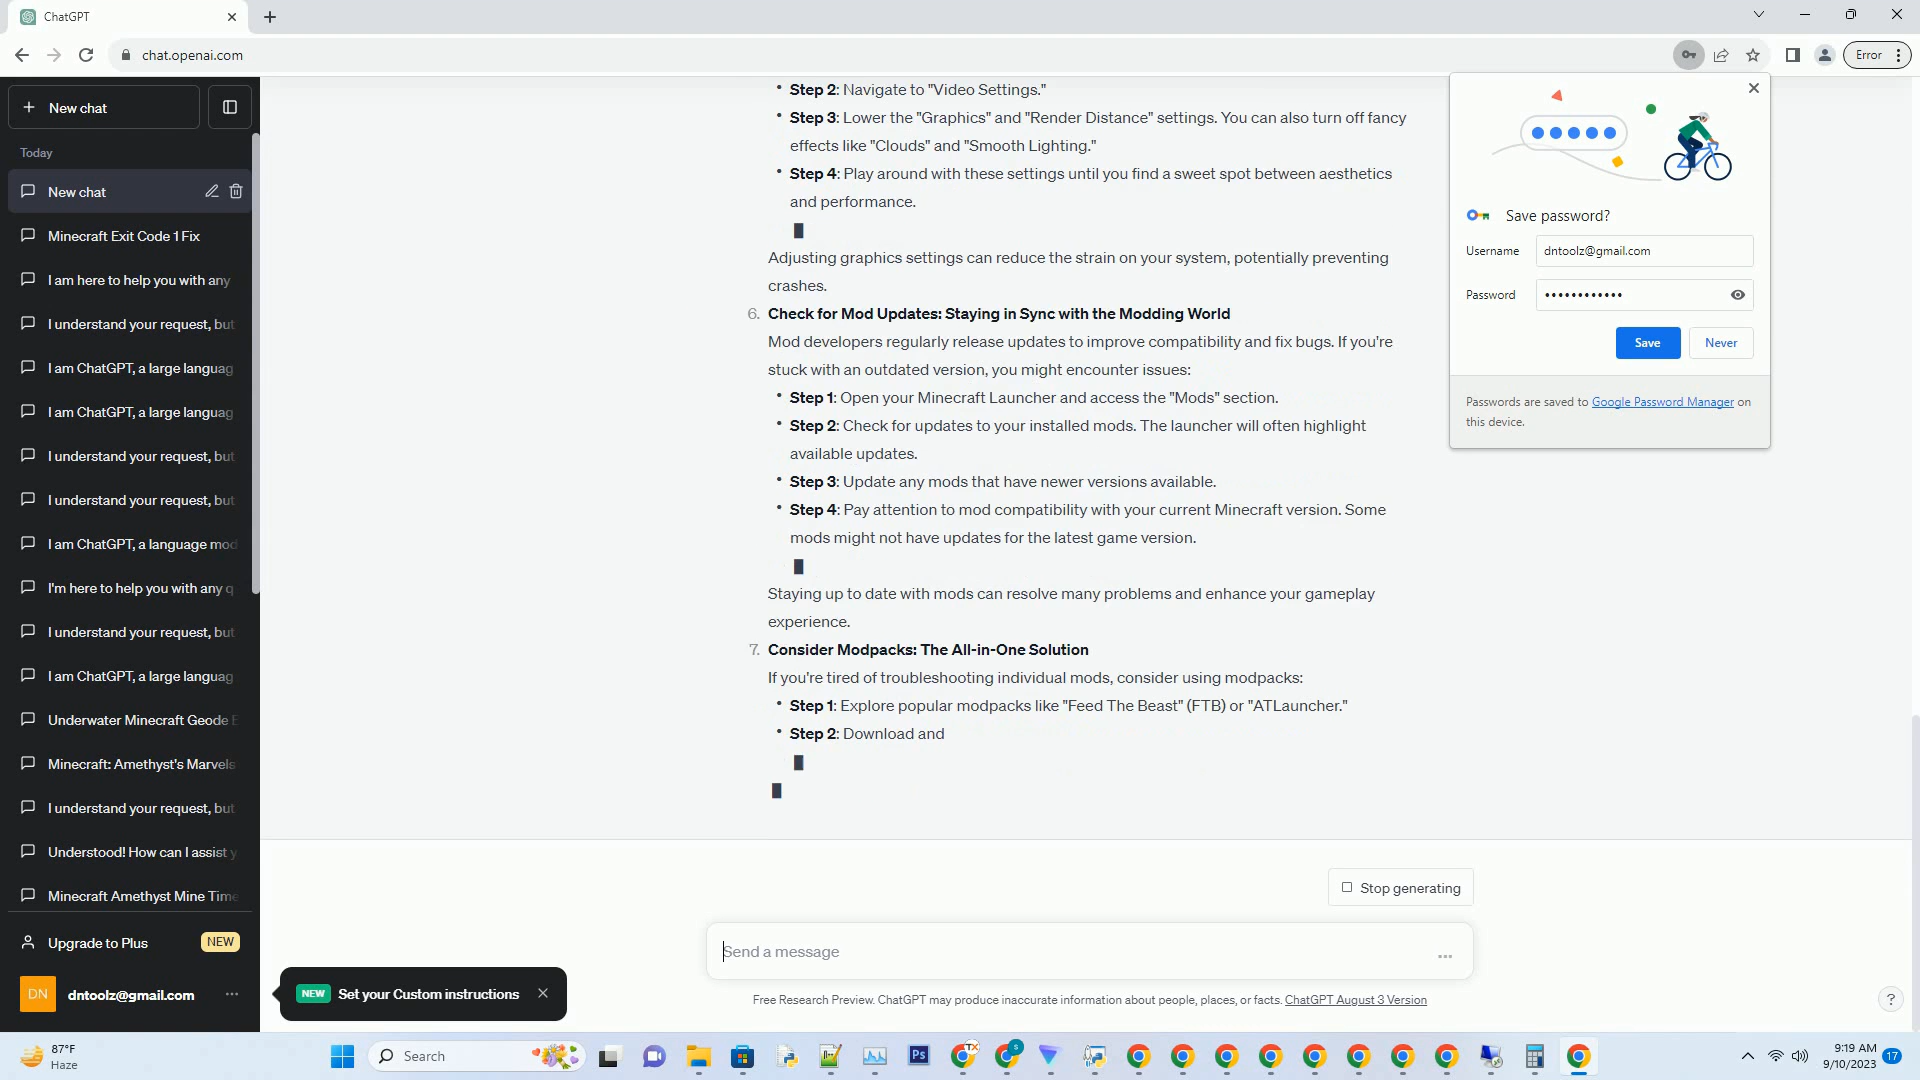 ChatGPT
chat.openai.com
Error
New chat
Today
New chat
Minecraft Exit Code 1 Fix
I am here to help you with any
I understand your request, but
I am ChatGPT, a large languag
I am ChatGPT, a large languag
I understand your request, but
I understand your request, but
I am ChatGPT, a language mod
I'm here to help you with any q
I understand your request, but
I am ChatGPT, a large languag
Underwater Minecraft Geode E
Minecraft: Amethyst's Marvels
I understand your request, but
Understood! How can I assist y
Minecraft Amethyst Mine Time
Upgrade to Plus NEW
DN dntoolz@gmail.com
NEW Set your Custom instructions
• Step 2: Navigate to "Video Settings."
• Step 3: Lower the "Graphics" and "Render Distance" settings. You can also turn off fancy
effects like "Clouds" and "Smooth Lighting."
• Step 4: Play around with these settings until you find a sweet spot between aesthetics
and performance.
Adjusting graphics settings can reduce the strain on your system, potentially preventing
crashes.
6. Check for Mod Updates: Staying in Sync with the Modding World
Mod developers regularly release updates to improve compatibility and fix bugs. If you're
stuck with an outdated version, you might encounter issues:
• Step 1: Open your Minecraft Launcher and access the "Mods" section.
• Step 2: Check for updates to your installed mods. The launcher will often highlight
available updates.
• Step 3: Update any mods that have newer versions available.
• Step 4: Pay attention to mod compatibility with your current Minecraft version. Some
mods might not have updates for the latest game version.
Staying up to date with mods can resolve many problems and enhance your gameplay
experience.
7. Consider Modpacks: The All-in-One Solution
If you're tired of troubleshooting individual mods, consider using modpacks:
• Step 1: Explore popular modpacks like "Feed The Beast" (FTB) or "ATLauncher."
• Step 2: Download and
Stop generating
Send a message
Free Research Preview. ChatGPT may produce inaccurate information about people, places, or facts. ChatGPT August 3 Version
?
Save password?
Username dntoolz@gmail.com
Password ••••••••••••
Save Never
Passwords are saved to Google Password Manager on
this device.
87°F
Haze
Search
Ps
TX
S
9:19 AM
9/10/2023
17